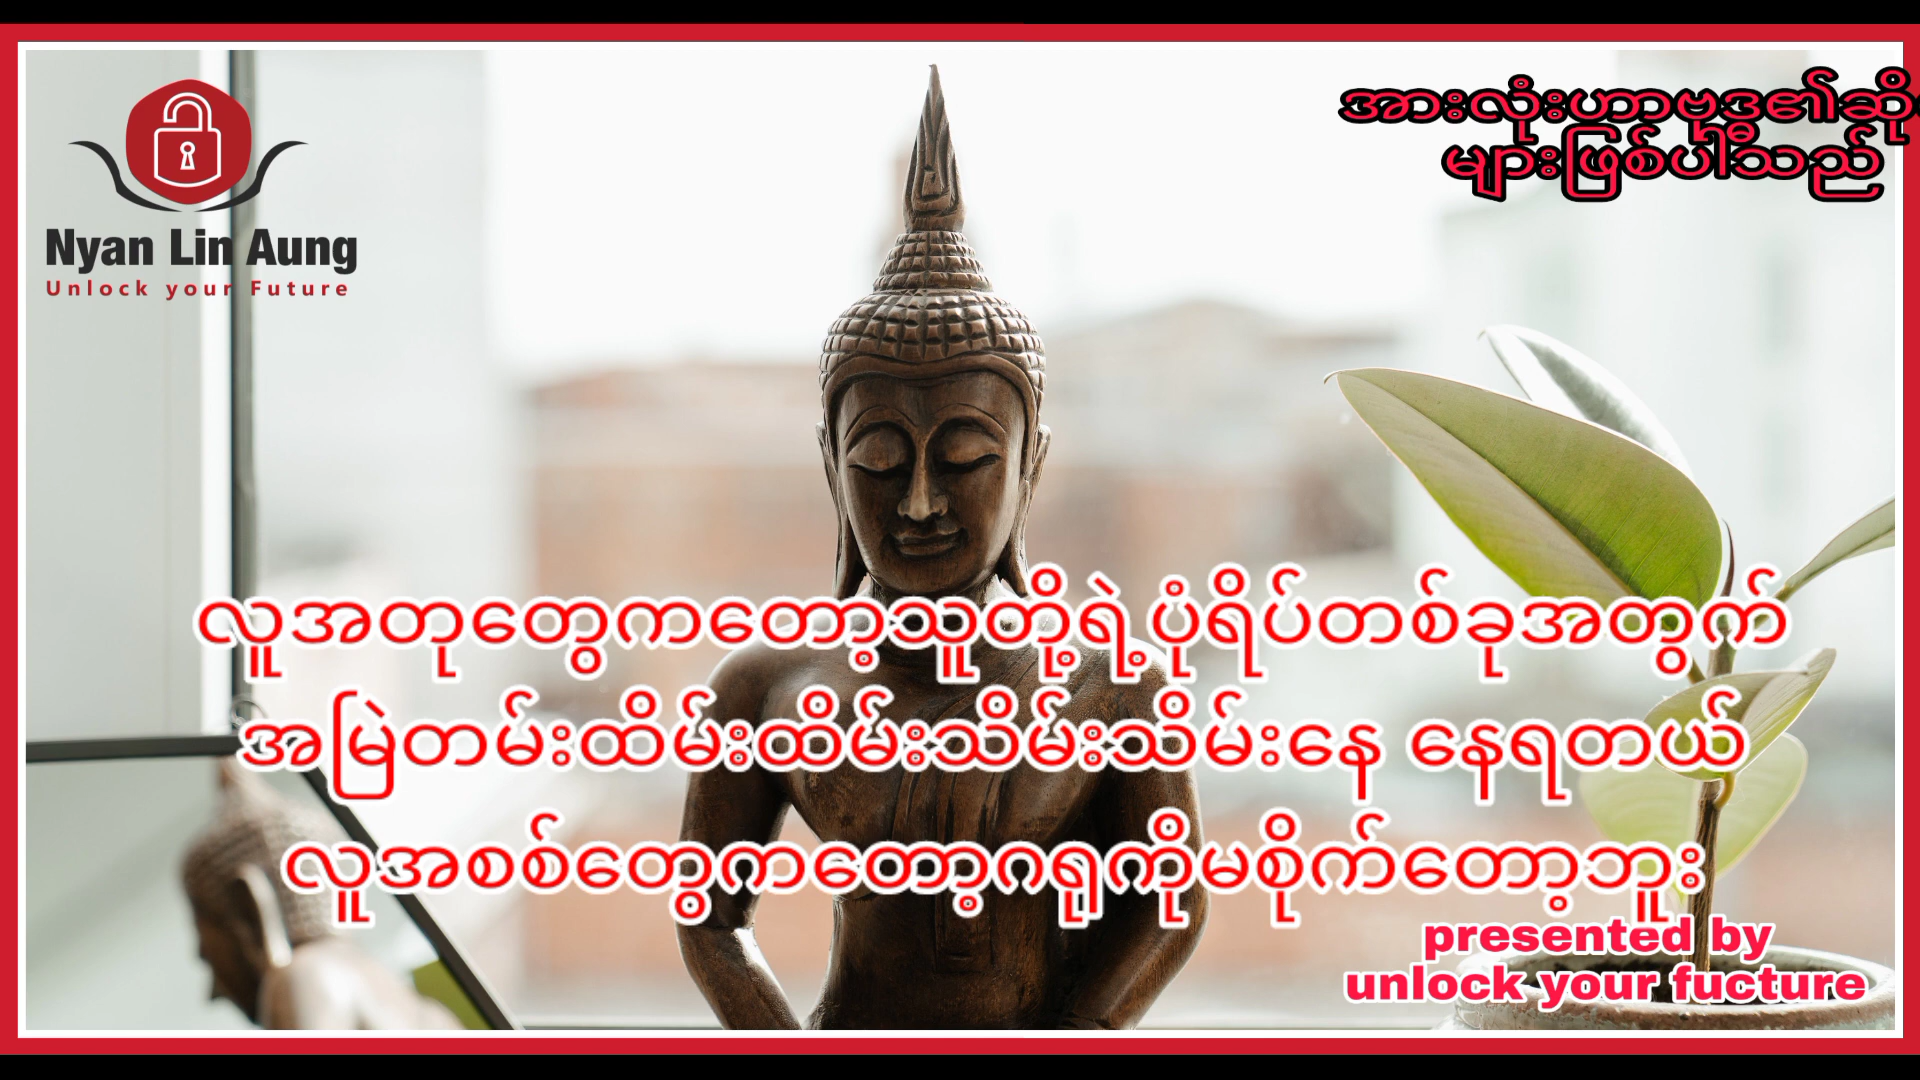 Nyan Lin Aung
Unlock your Future
အားလုံးဟာဗုဒ္ဓ၏ဆို
များဖြစ်ပါသည်
လူအတုတွေကတော့သူတို့ရဲ့ပုံရိပ်တစ်ခုအတွက်
အမြဲတမ်းထိမ်းထိမ်းသိမ်းသိမ်းနေ နေရတယ်
လူအစစ်တွေကတော့ဂရုကိုမစိုက်တော့ဘူး
presented by
unlock your fucture